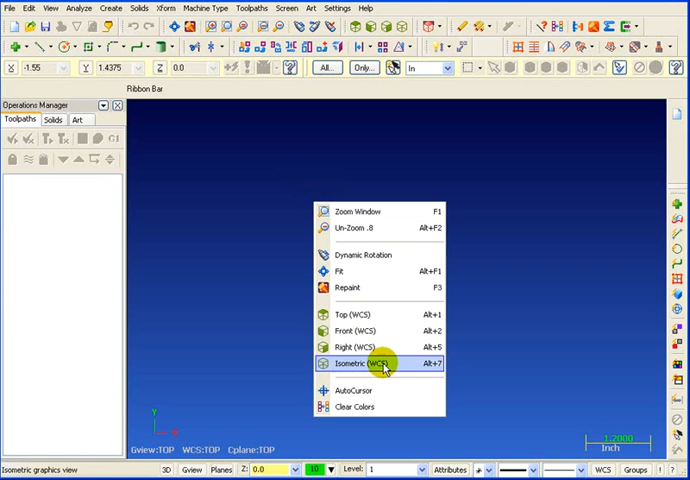 File Edit View Analyze Create Solids Xform Machine Type Toolpaths Screen Art Settings Help
X -1.55 Y 1.4375 Z 0.0 All... Only... In
Ribbon Bar
Operations Manager
Toolpaths Solids Art
G1
Zoom Window F1
Un-Zoom .8 Alt+F2
Dynamic Rotation
Fit Alt+F1
Repaint F3
Top (WCS) Alt+1
Front (WCS) Alt+2
Right (WCS) Alt+5
Isometric (WCS) Alt+7
AutoCursor
Clear Colors
Y
X
Gview:TOP WCS:TOP Cplane:TOP
1.2000
Inch
Isometric graphics view 3D Gview Planes Z: 0.0 10 Level: 1 Attributes WCS Groups ! ?